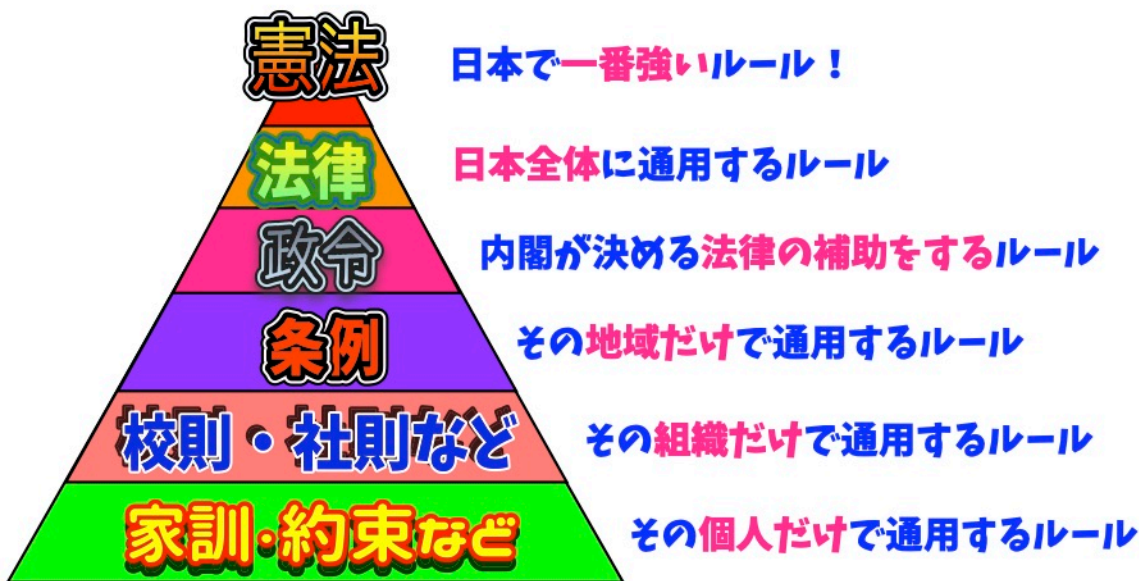 憲法
日本で一番強いルール！
法律
日本全体に通用するルール
政令
内閣が決める法律の補助をするルール
条例
その地域だけで通用するルール
校則・社則など
その組織だけで通用するルール
家訓・約束など
その個人だけで通用するルール